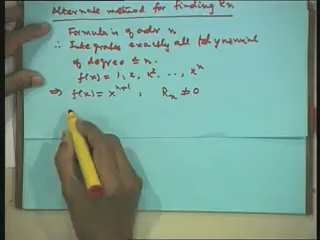 Alternate method for finding Rn
Formula is of order n
∴ Integrates exactly all polynomial
of degree ≤ n.
f(x) = 1, x, x², ..., xⁿ
⇒ f(x) = xⁿ⁺¹, Rₙ ≠ 0